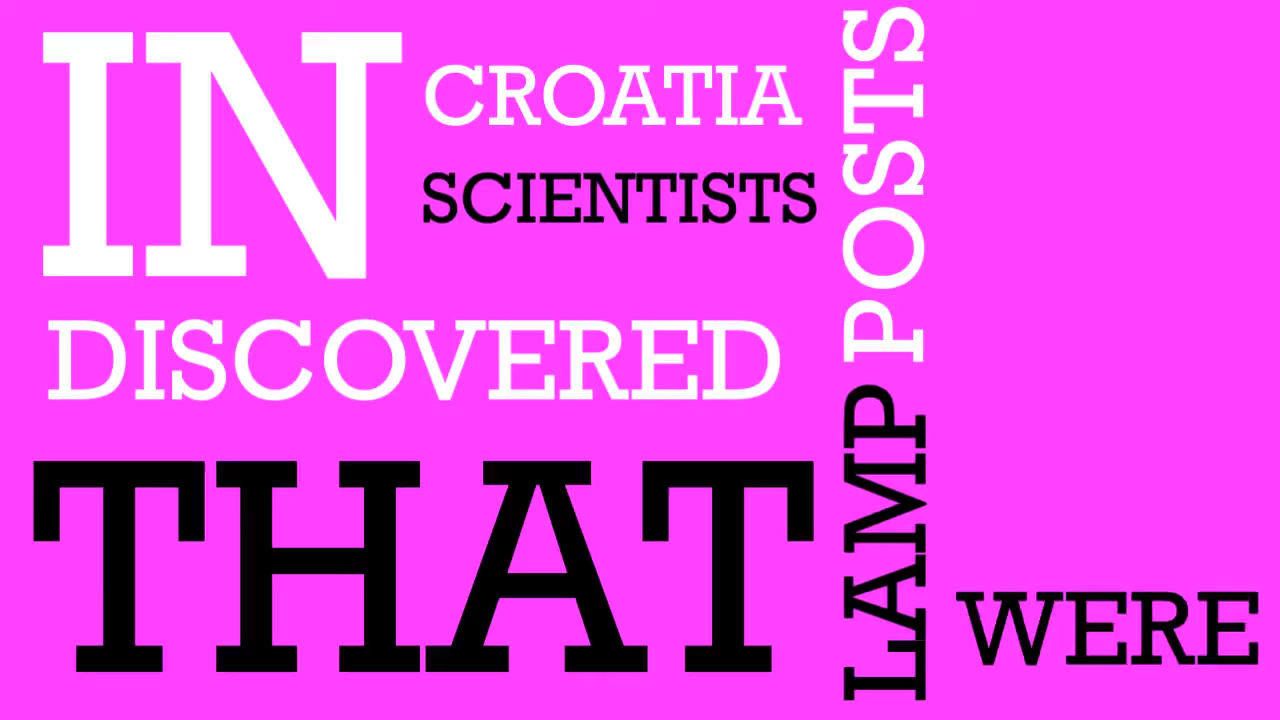 IN
CROATIA
SCIENTISTS
DISCOVERED
THAT
LAMP POSTS
WERE